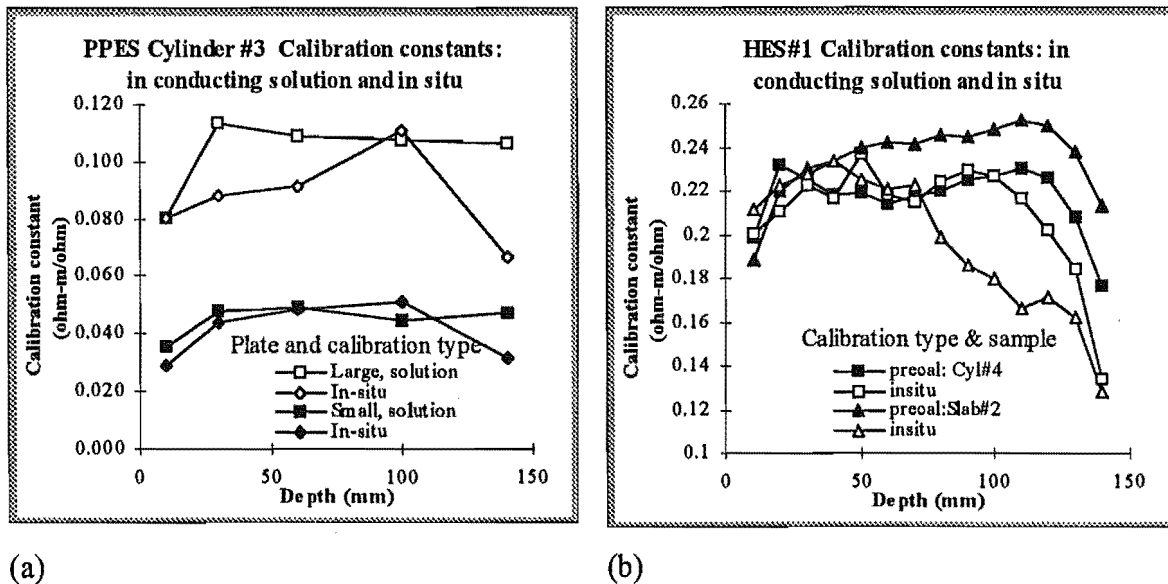 PPES Cylinder #3 Calibration constants:
in conducting solution and in situ
0.120
0.100
0.080
0.060
0.040
0.020
0.000
Calibration constant
(ohm-m/ohm)
Plate and calibration type
Large, solution
In-situ
Small, solution
In-situ
0
50
100
150
Depth (mm)
(a)
HES#1 Calibration constants: in
conducting solution and in situ
0.26
0.24
0.22
0.2
0.18
0.16
0.14
0.12
0.1
Calibration constant
(ohm-m/ohm)
Calibration type & sample
preoal: Cyl#4
insitu
preoal:Slab#2
insitu
0
50
100
150
Depth (mm)
(b)